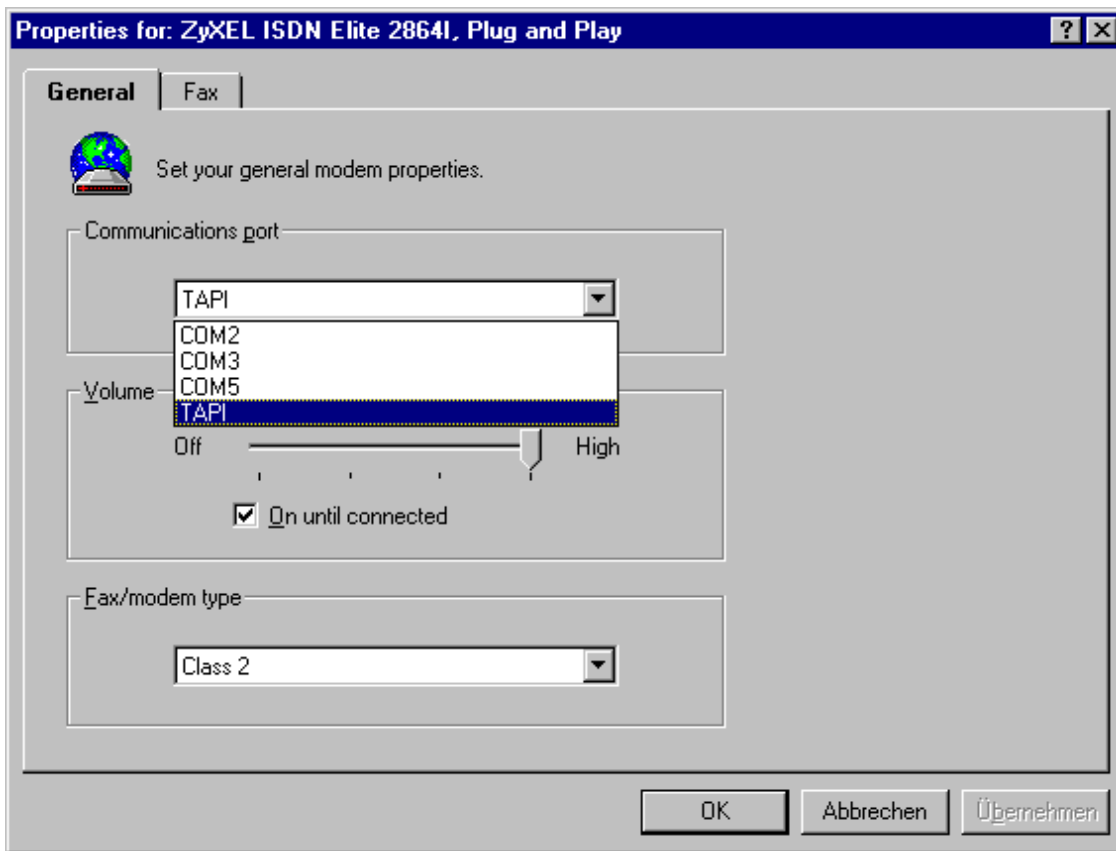 Properties for: ZyXEL ISDN Elite 2864I, Plug and Play
General Fax
Set your general modem properties.
Communications port
TAPI
COM2
COM3
COM5
TAPI
Volume
Off High
On until connected
Fax/modem type
Class 2
OK Abbrechen Übernehmen